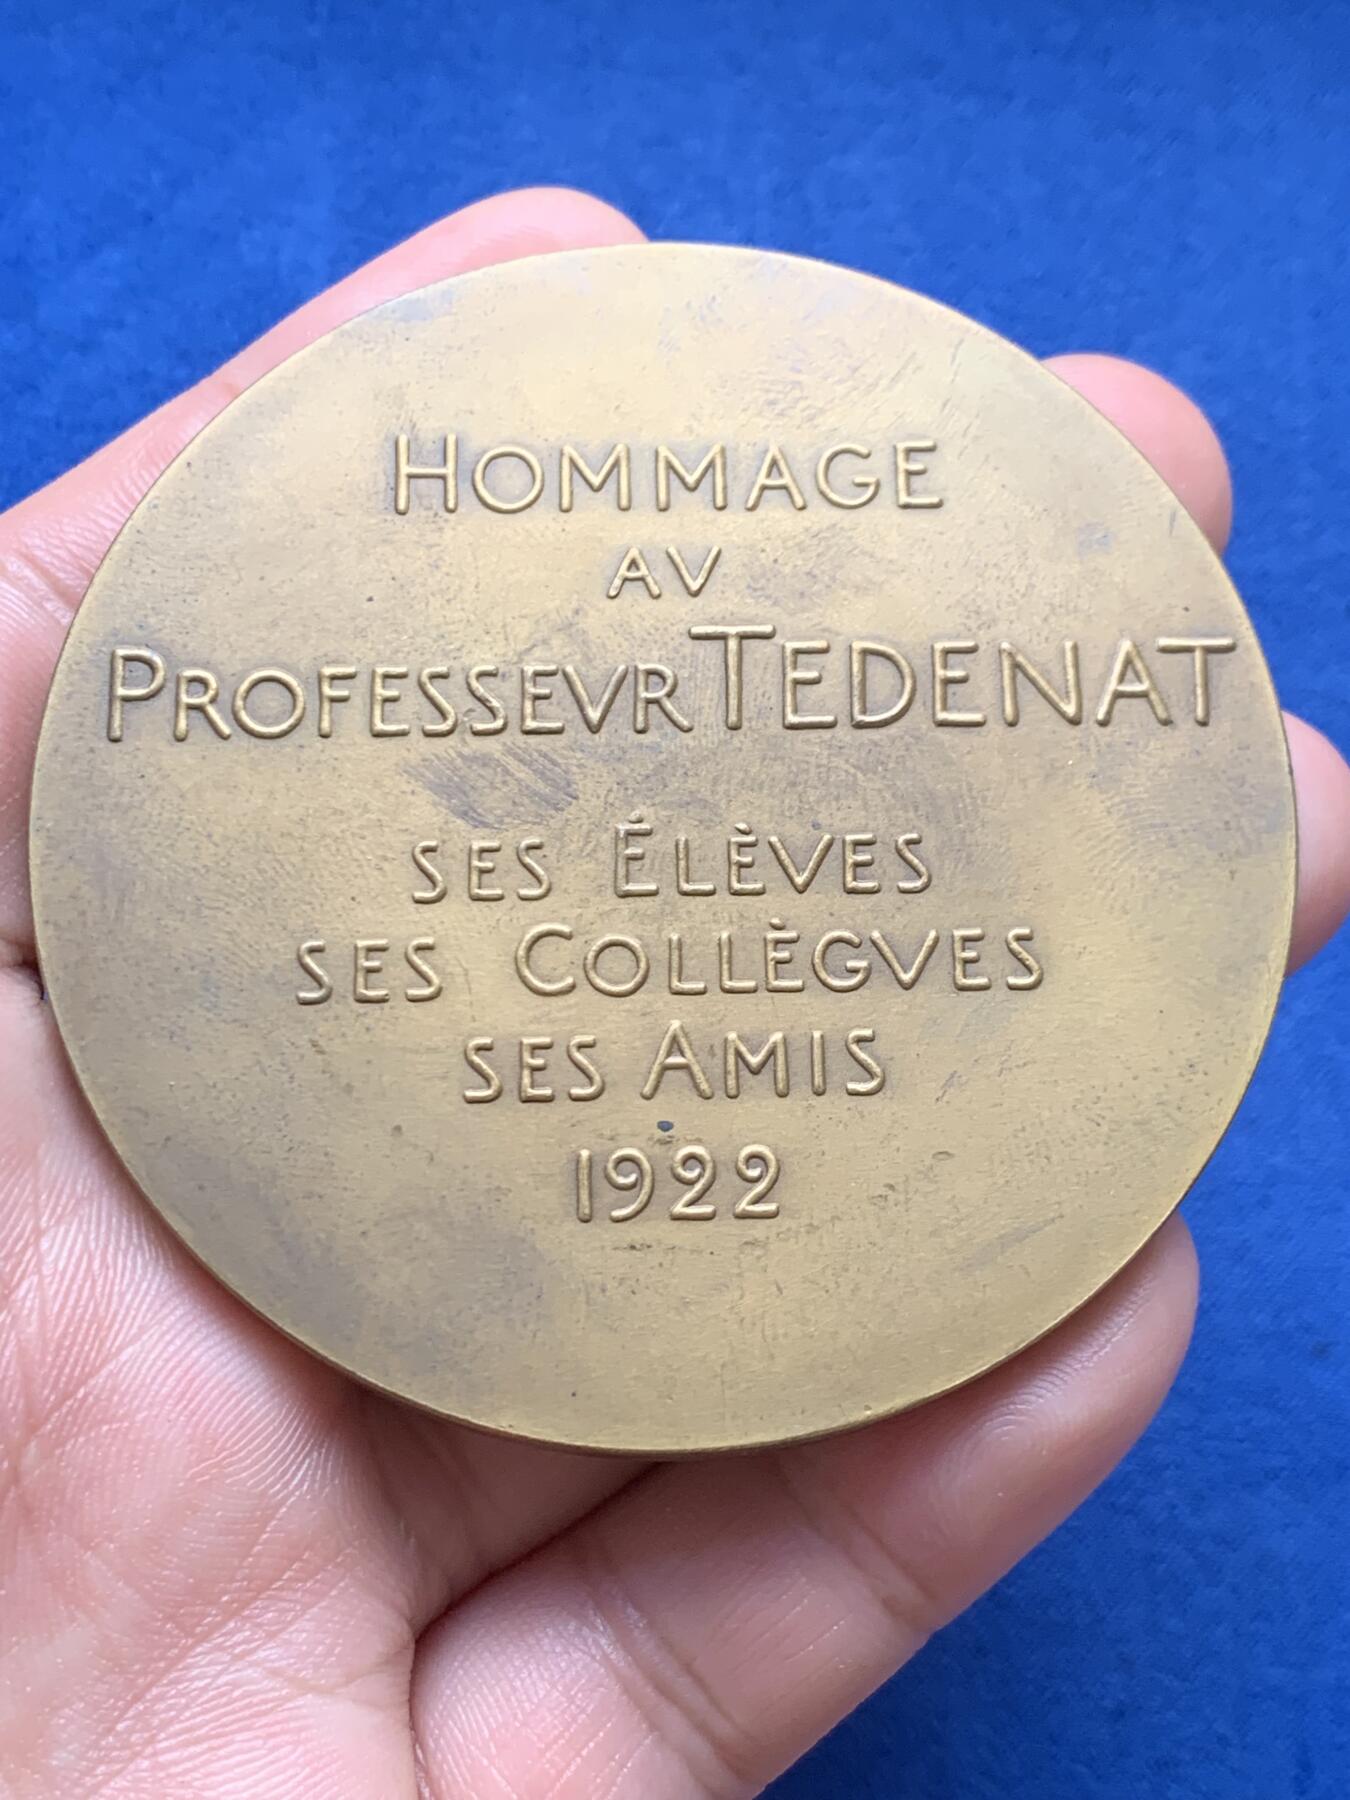 HOMMAGE
AV
PROFESSEVR TEDENAT
SES ÉLÈVES
SES COLLÈGVES
SES AMIS
1922